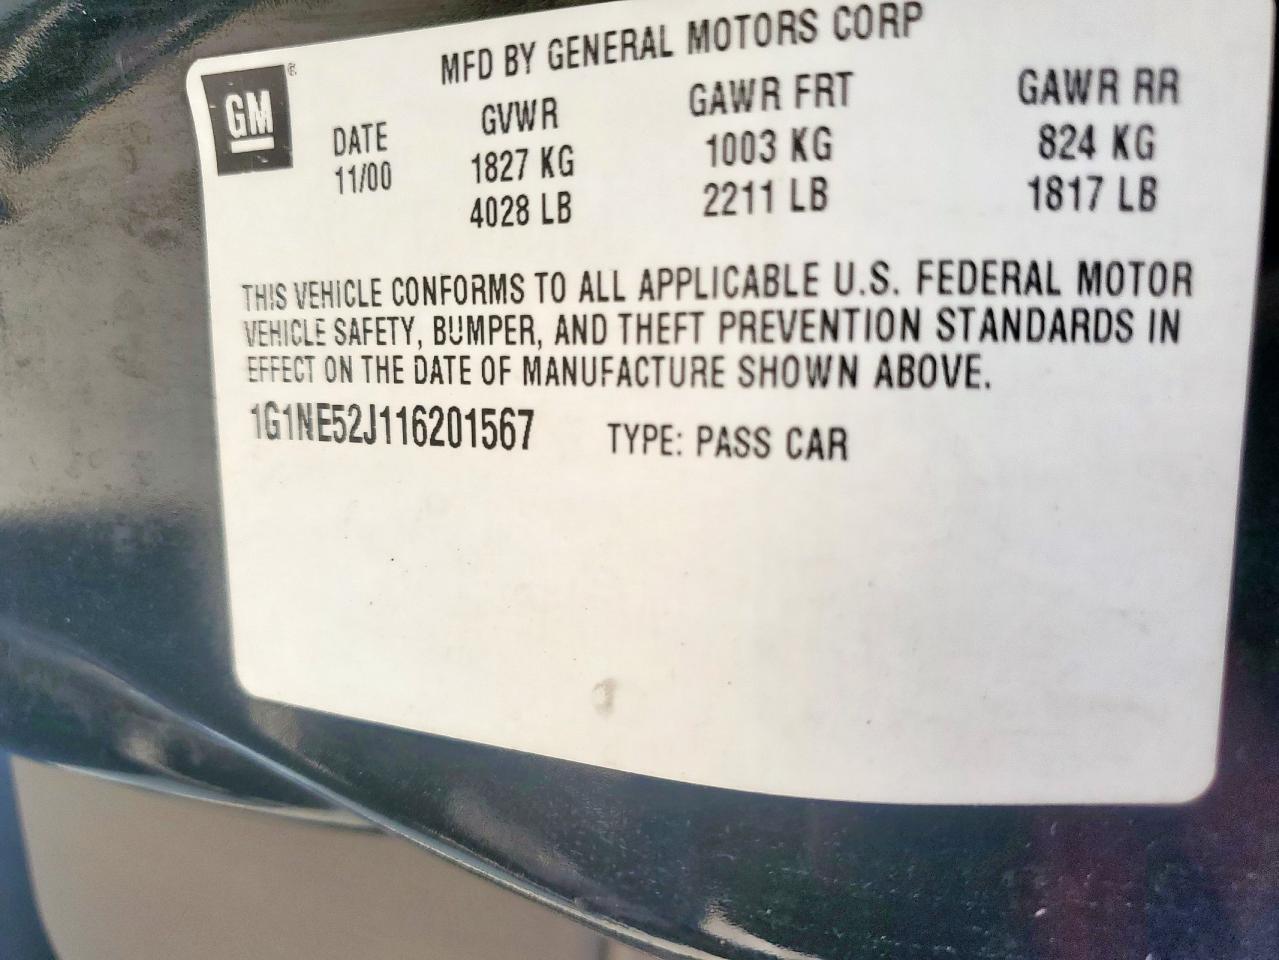 MFD BY GENERAL MOTORS CORP
GM ®
DATE GVWR GAWR FRT GAWR RR
11/00 1827 KG 1003 KG 824 KG
4028 LB 2211 LB 1817 LB
THIS VEHICLE CONFORMS TO ALL APPLICABLE U.S. FEDERAL MOTOR
VEHICLE SAFETY, BUMPER, AND THEFT PREVENTION STANDARDS IN
EFFECT ON THE DATE OF MANUFACTURE SHOWN ABOVE.
1G1NE52J116201567 TYPE: PASS CAR